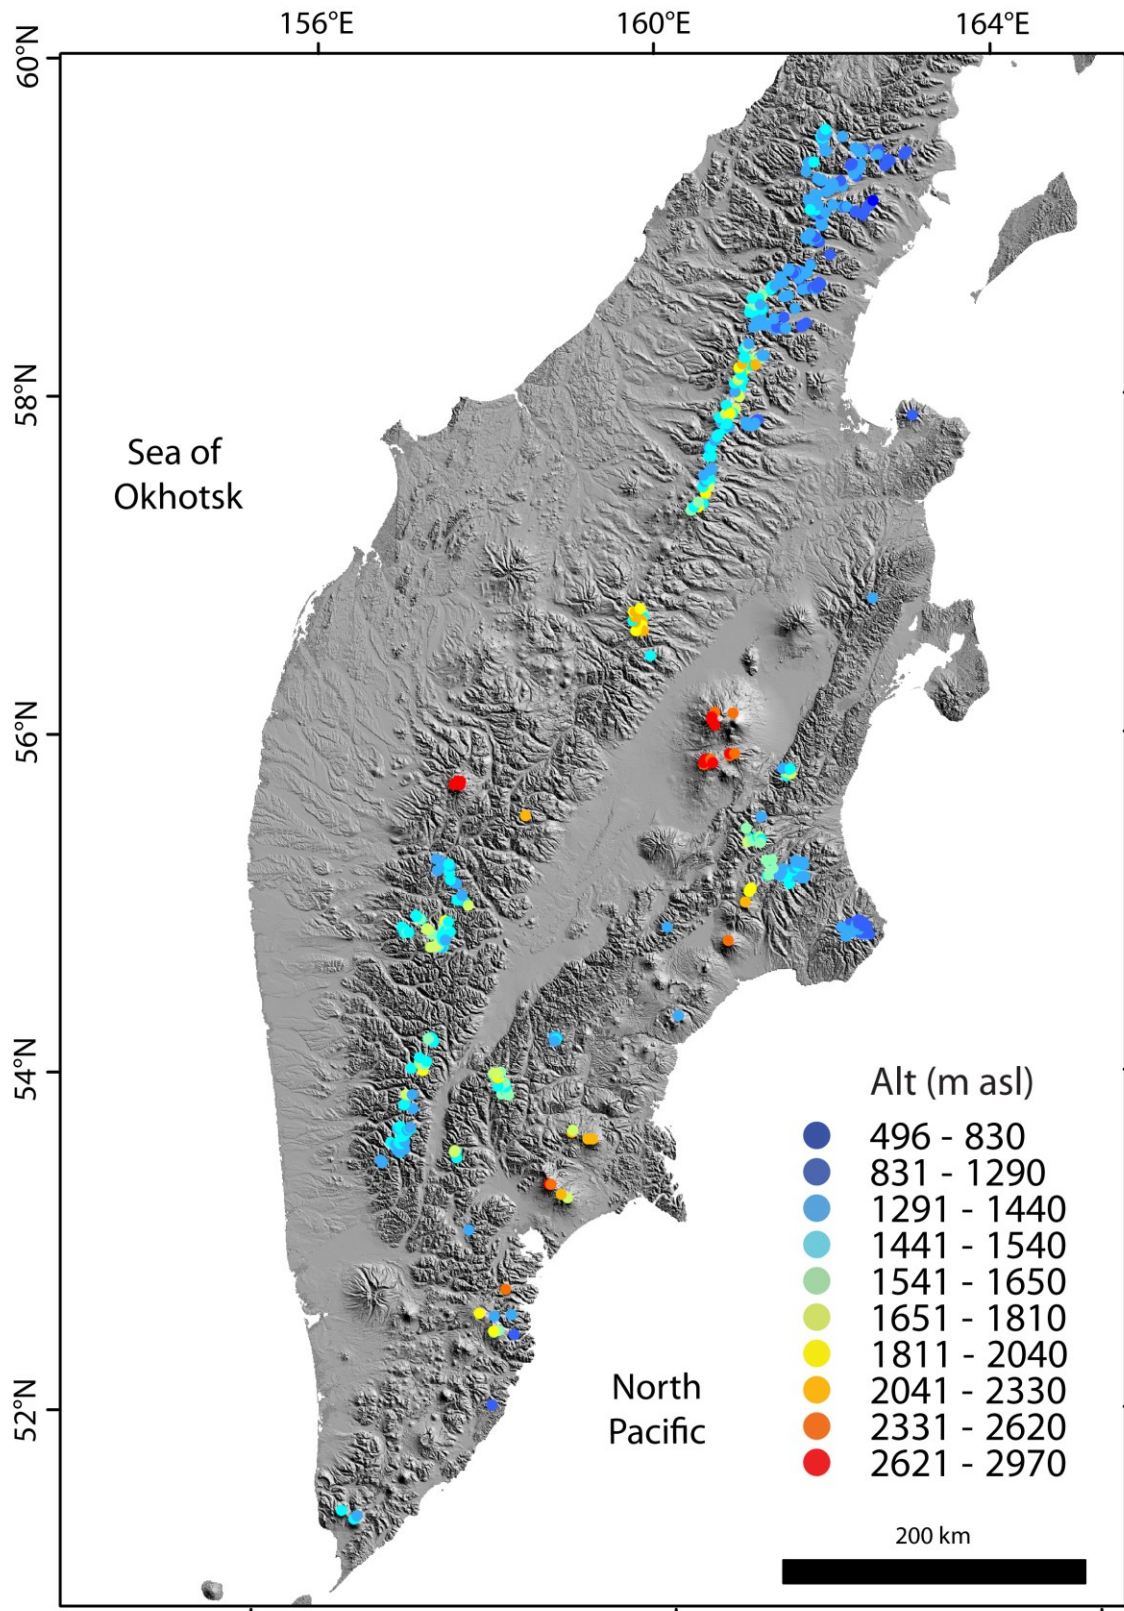 156°E 160°E 164°E
60°N
58°N
Sea of
Okhotsk
56°N
54°N
52°N
North
Pacific
Alt (m asl)
496 - 830
831 - 1290
1291 - 1440
1441 - 1540
1541 - 1650
1651 - 1810
1811 - 2040
2041 - 2330
2331 - 2620
2621 - 2970
200 km